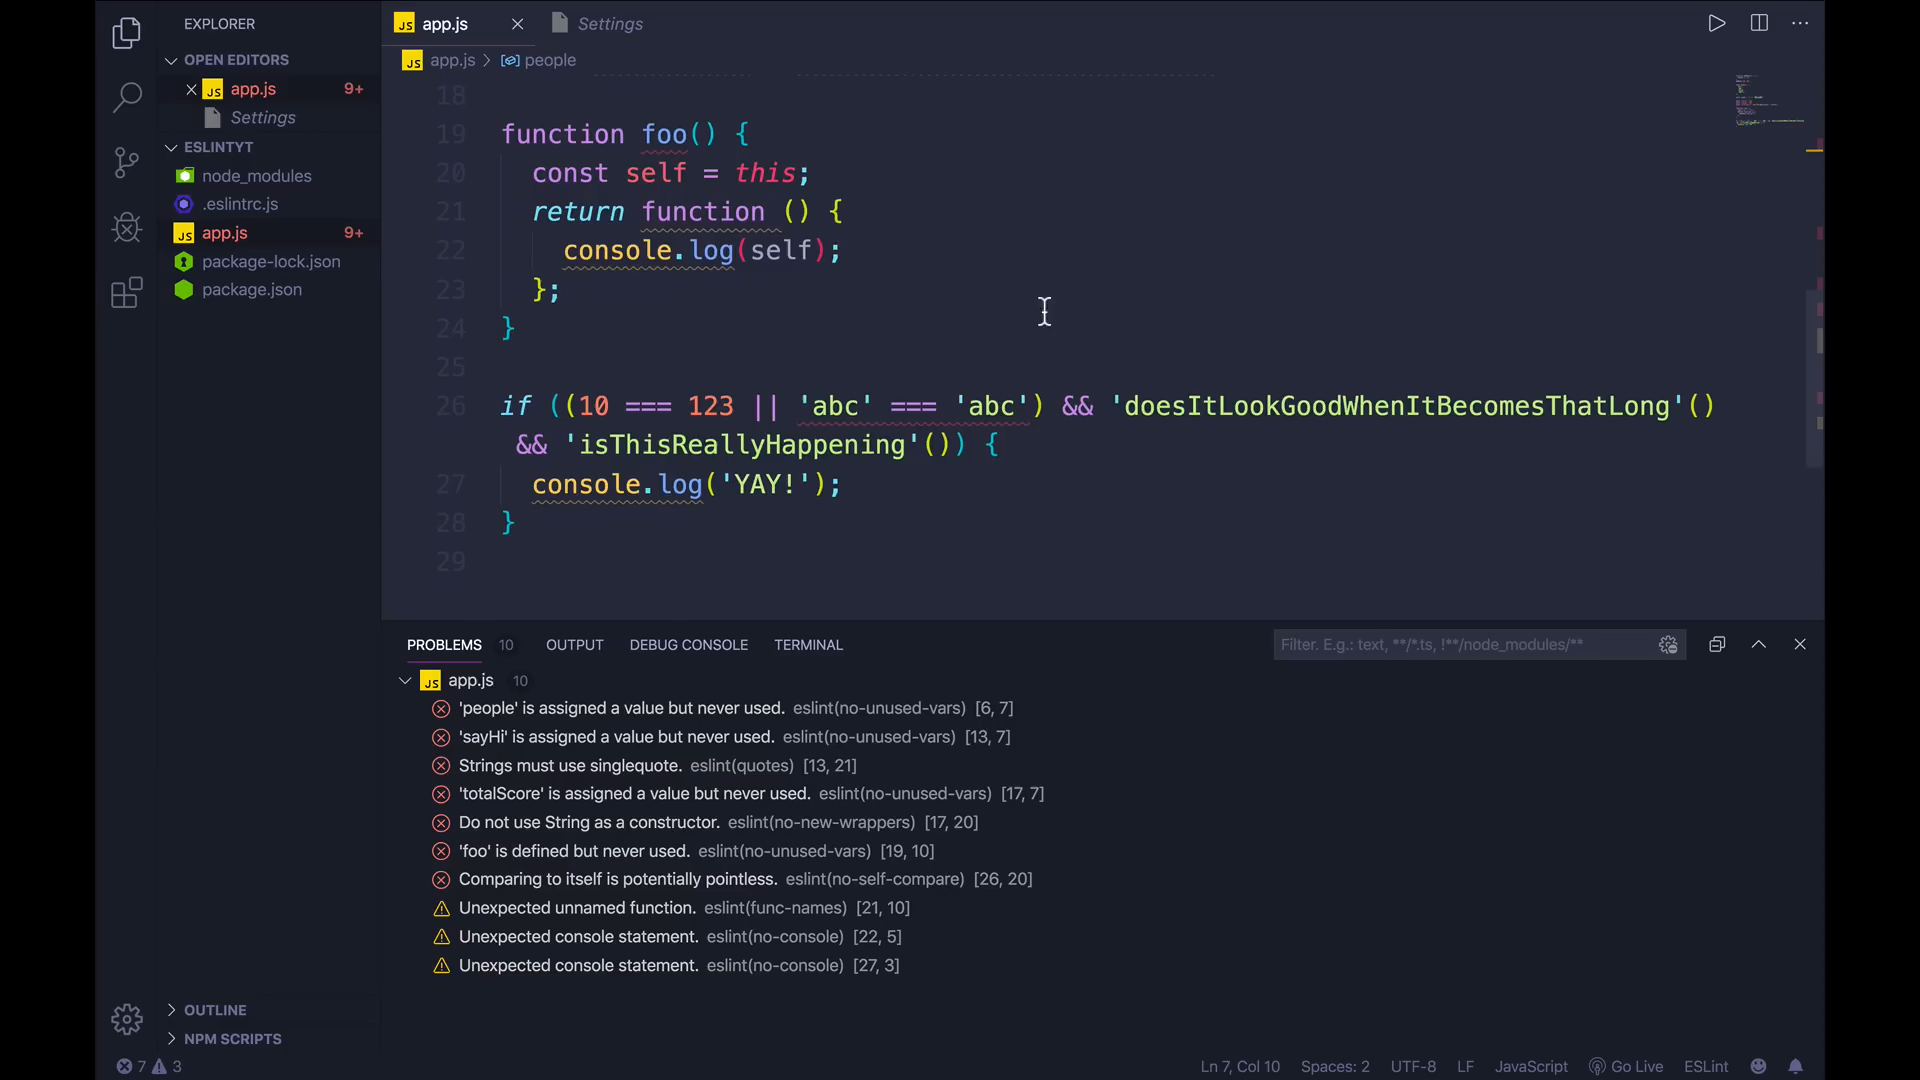 EXPLORER
OPEN EDITORS
JS app.js 9+
Settings
ESLINTYT
node_modules
.eslintrc.js
JS app.js 9+
package-lock.json
package.json
OUTLINE
NPM SCRIPTS
JS app.js
Settings
JS app.js > people
18
19 function foo() {
20 const self = this;
21 return function () {
22 console.log(self);
23 };
24 }
25
26 if ((10 === 123 || 'abc' === 'abc') && 'doesItLookGoodWhenItBecomesThatLong'()
&& 'isThisReallyHappening'()) {
27 console.log('YAY!');
28 }
29
PROBLEMS 10 OUTPUT DEBUG CONSOLE TERMINAL Filter. E.g.: text, **/*.ts, !**/node_modules/**
JS app.js 10
'people' is assigned a value but never used. eslint(no-unused-vars) [6, 7]
'sayHi' is assigned a value but never used. eslint(no-unused-vars) [13, 7]
Strings must use singlequote. eslint(quotes) [13, 21]
'totalScore' is assigned a value but never used. eslint(no-unused-vars) [17, 7]
Do not use String as a constructor. eslint(no-new-wrappers) [17, 20]
'foo' is defined but never used. eslint(no-unused-vars) [19, 10]
Comparing to itself is potentially pointless. eslint(no-self-compare) [26, 20]
Unexpected unnamed function. eslint(func-names) [21, 10]
Unexpected console statement. eslint(no-console) [22, 5]
Unexpected console statement. eslint(no-console) [27, 3]
7 3 Ln 7, Col 10 Spaces: 2 UTF-8 LF JavaScript Go Live ESLint